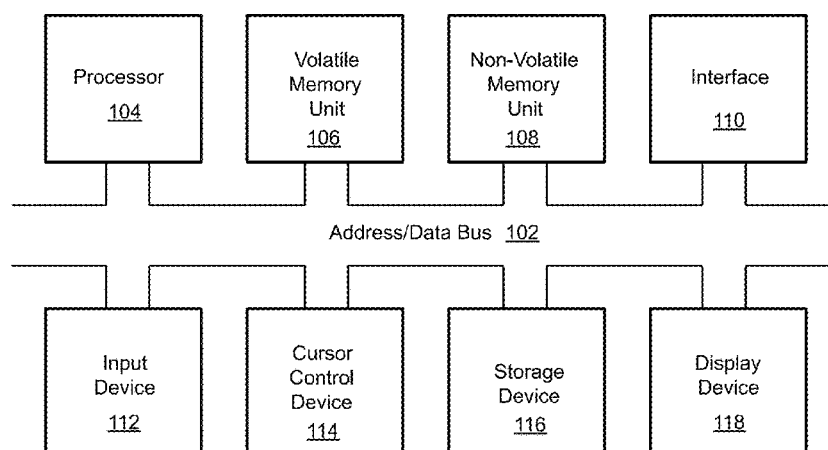 Processor
104
Volatile
Memory
Unit
106
Non-Volatile
Memory
Unit
108
Interface
110
Address/Data Bus 102
Input
Device
112
Cursor
Control
Device
114
Storage
Device
116
Display
Device
118